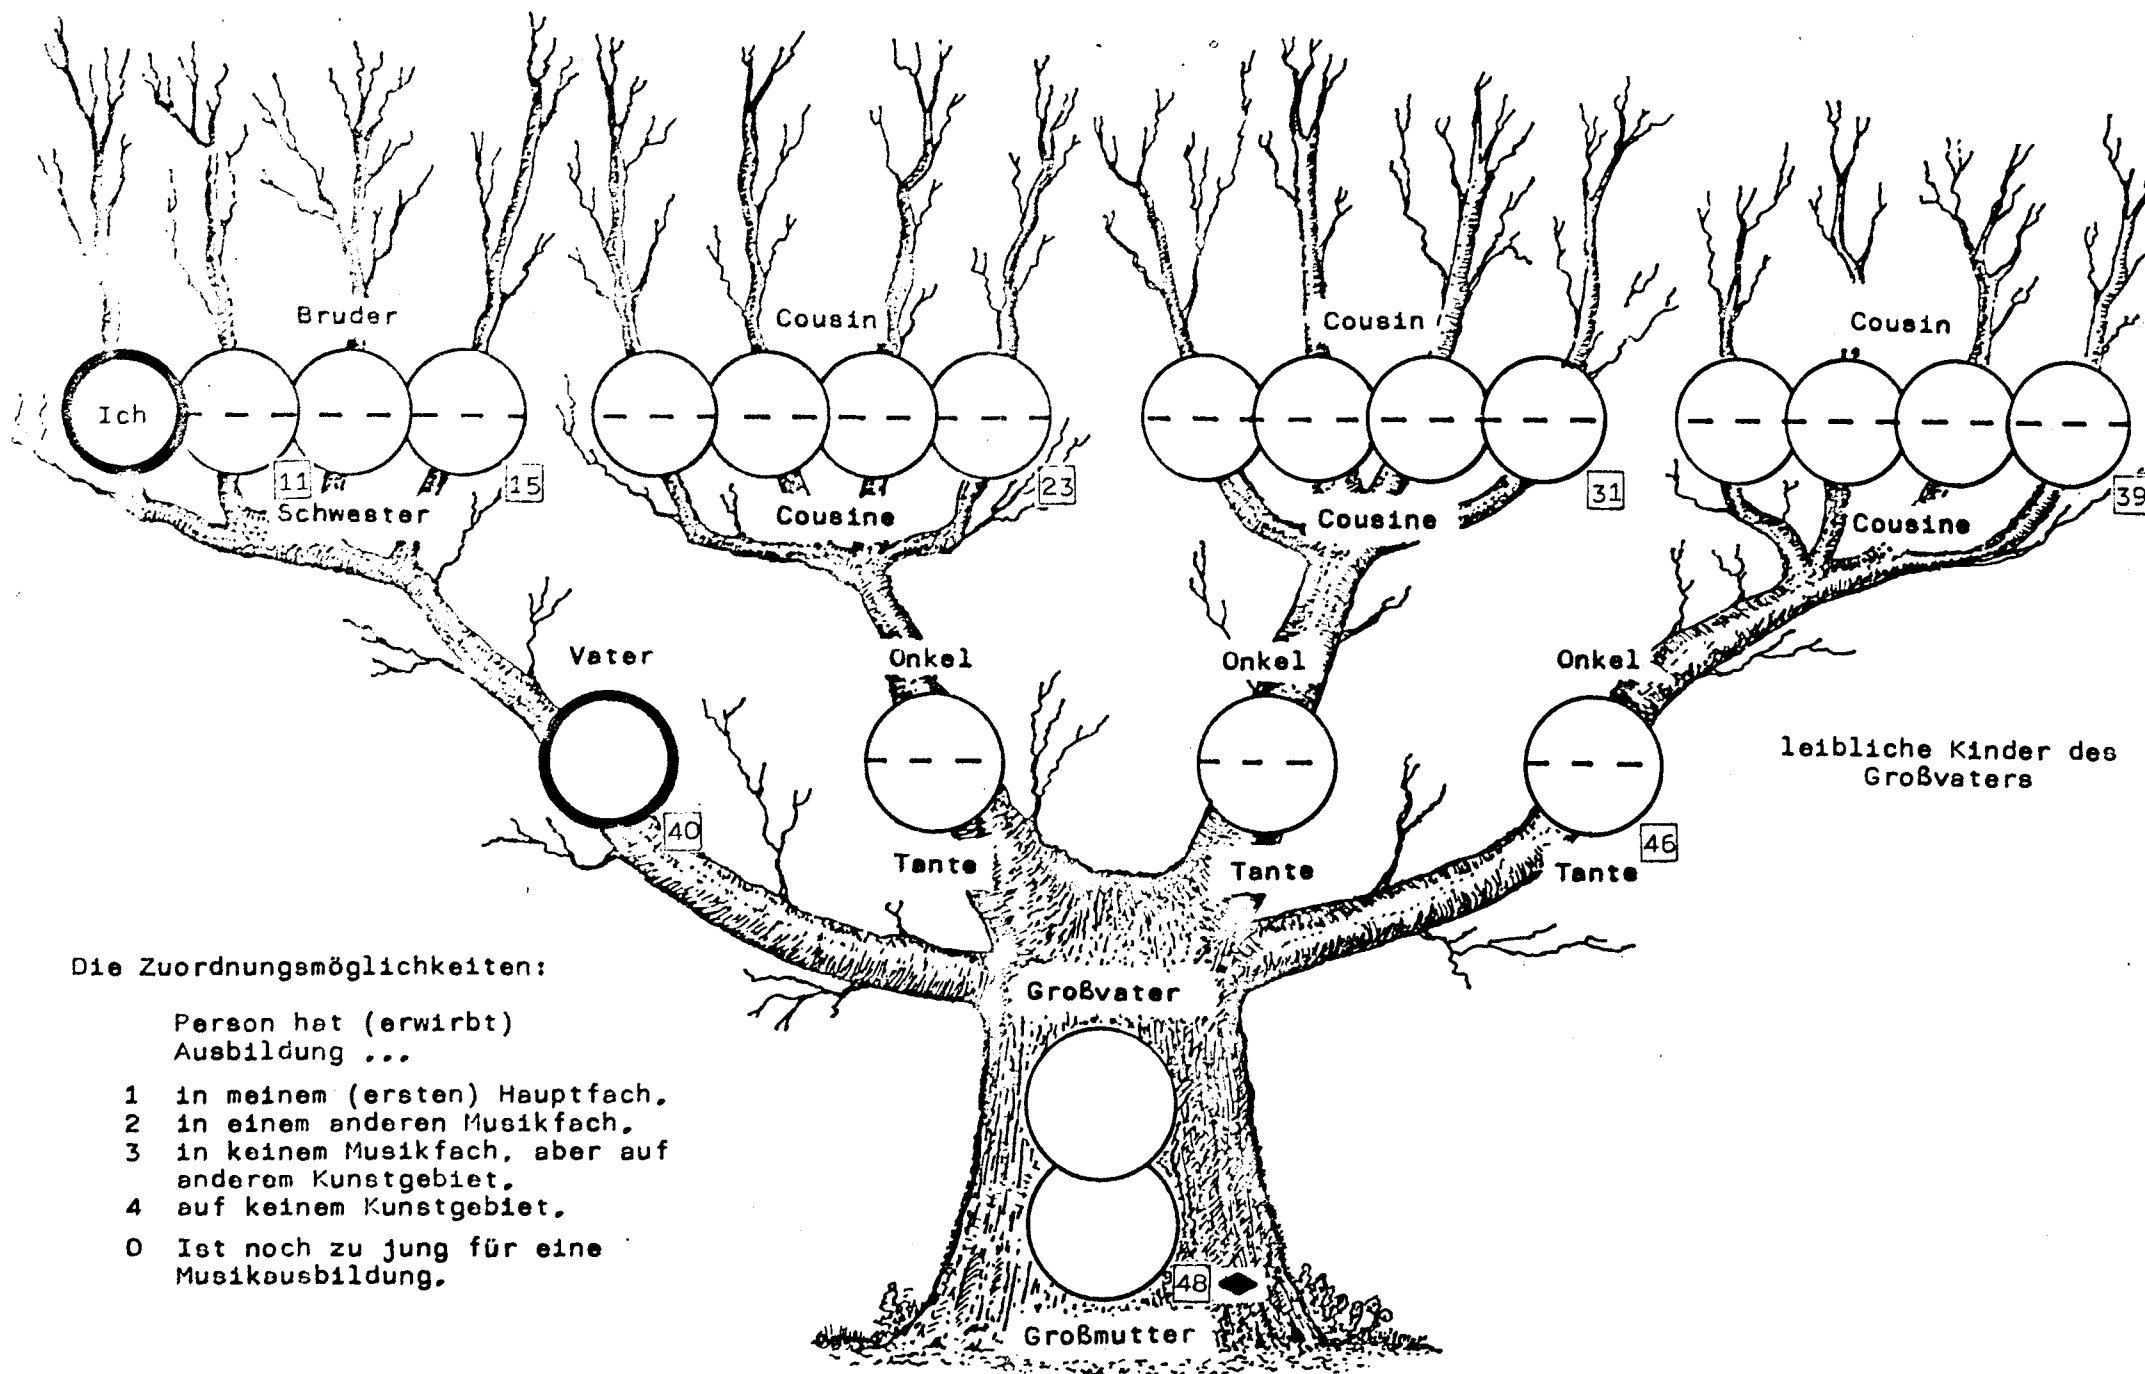 Bruder
Cousin
Cousin
Cousin
Ich
11
15
23
31
39
Schwester
Cousine
Cousine
Cousine
Vater
Onkel
Onkel
Onkel
leibliche Kinder des
Großvaters
40
46
Tante
Tante
Tante
Die Zuordnungsmöglichkeiten:
Person hat (erwirbt)
Ausbildung ...
1 in meinem (ersten) Hauptfach.
2 in einem anderen Musikfach.
3 in keinem Musikfach, aber auf
anderem Kunstgebiet.
4 auf keinem Kunstgebiet.
0 Ist noch zu jung für eine
Musikausbildung.
Großvater
48
Großmutter